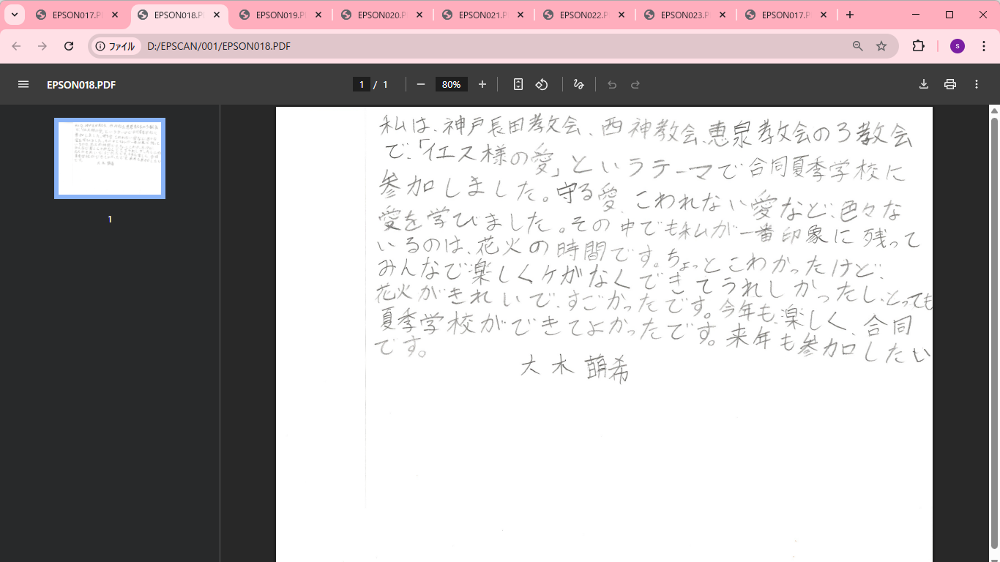 EPSON017.P
EPSON018.P
EPSON019.P
EPSON020.P
EPSON021.P
EPSON022.P
EPSON023.P
EPSON017.P
ファイル
D:/EPSCAN/001/EPSON018.PDF
s
EPSON018.PDF
1 / 1
80%
1
私は、神戸長田教会、西神教会、恵泉教会の3教会
で、「イエス様の愛」というテーマで合同夏季学校に
参加しました。守る愛、こわれない愛など、色々な
愛を学びました。その中でも私が一番印象に残って
いるのは、花火の時間です。ちょっとこわかったけど、
みんなで楽しくケがなくできてうれしかったし、とっても
花火がきれいで、すごかったです。今年も、楽しく、合同
夏季学校ができてよかったです。来年も参加したい
です。
大木萌希